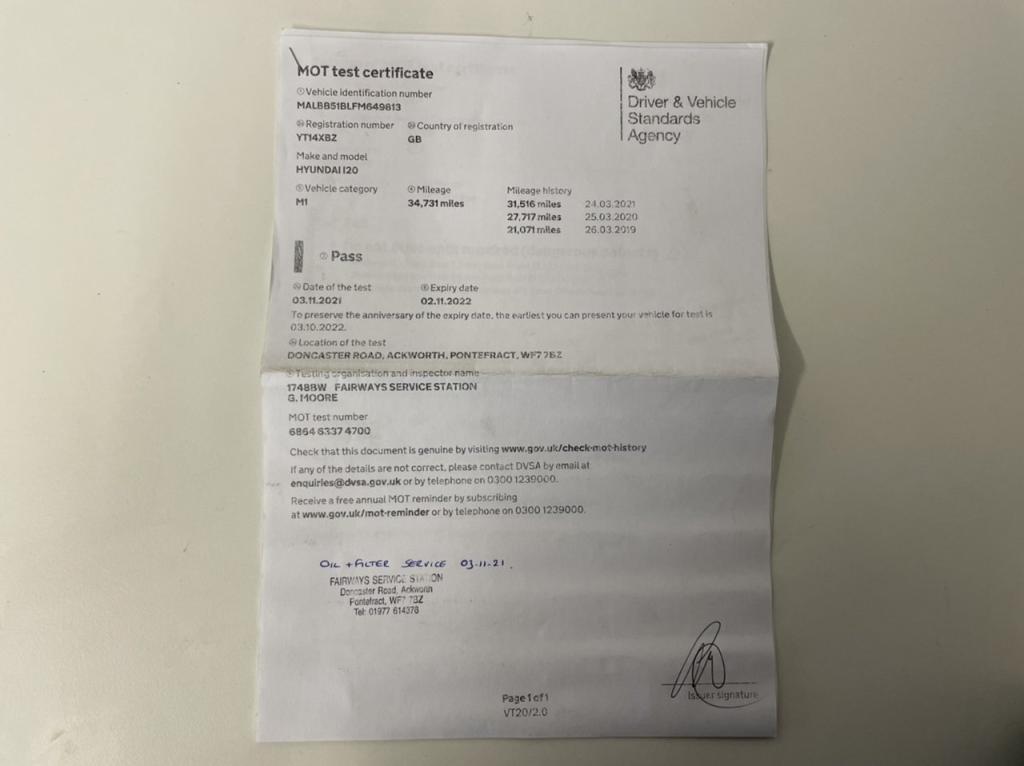 MOT test certificate
Driver & Vehicle
Standards
Agency
Vehicle identification number
MALBB51BLFM649813
Registration number Country of registration
YT14XBZ GB
Make and model
HYUNDAI I20
Vehicle category Mileage Mileage history
M1 34,731 miles 31,516 miles 24.03.2021
27,717 miles 25.03.2020
21,071 miles 26.03.2019
Pass
Date of the test Expiry date
03.11.2021 02.11.2022
To preserve the anniversary of the expiry date, the earliest you can present your vehicle for test is
03.10.2022.
Location of the test
DONCASTER ROAD, ACKWORTH, PONTEFRACT, WF7 7BZ
Testing organisation and inspector name
1748BW FAIRWAYS SERVICE STATION
G. MOORE
MOT test number
6864 6337 4700
Check that this document is genuine by visiting www.gov.uk/check-mot-history
If any of the details are not correct, please contact DVSA by email at
enquiries@dvsa.gov.uk or by telephone on 0300 1239000.
Receive a free annual MOT reminder by subscribing
at www.gov.uk/mot-reminder or by telephone on 0300 1239000.
OIL + FILTER SERVICE 03-11-21.
FAIRWAYS SERVICE STATION
Doncaster Road, Ackworth
Pontefract, WF7 7BZ
Tel: 01977 614378
Issuer signature
Page 1 of 1
VT20/2.0